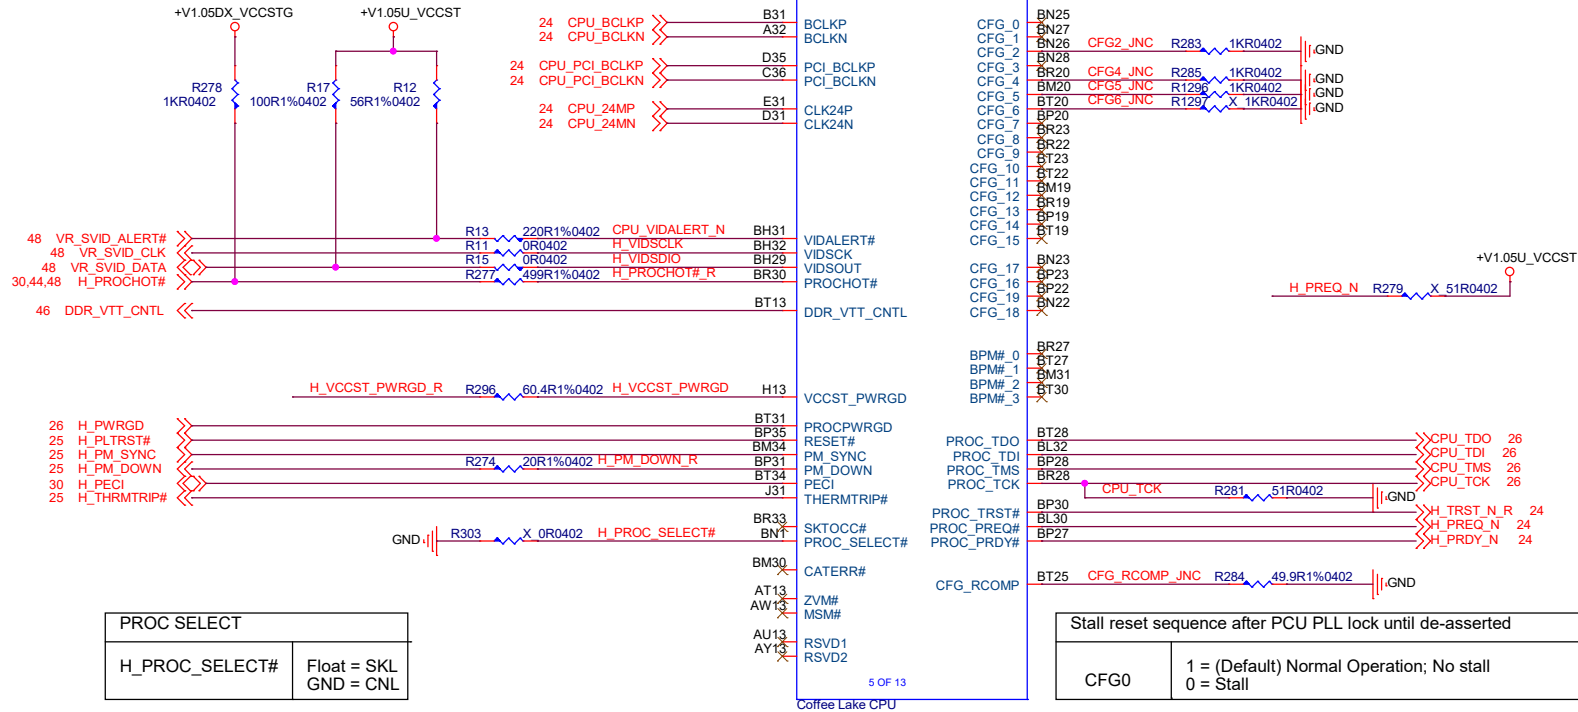 +V1.05DX_VCCSTG
+V1.05U_VCCST
R278
1KR0402
R17
100R1%0402
R12
56R1%0402
24 CPU_BCLKP B31 BCLKP
24 CPU_BCLKN A32 BCLKN
24 CPU_PCI_BCLKP D35 PCI_BCLKP
24 CPU_PCI_BCLKN C36 PCI_BCLKN
24 CPU_24MP E31 CLK24P
24 CPU_24MN D31 CLK24N
48 VR_SVID_ALERT# R13 220R1%0402 CPU_VIDALERT_N BH31 VIDALERT#
48 VR_SVID_CLK R11 0R0402 H_VIDSCLK BH32 VIDSCK
48 VR_SVID_DATA R15 0R0402 H_VIDSDIO BH29 VIDSOUT
30,44,48 H_PROCHOT# R277 499R1%0402 H_PROCHOT#_R BR30 PROCHOT#
46 DDR_VTT_CNTL BT13 DDR_VTT_CNTL
H_VCCST_PWRGD_R R296 60.4R1%0402 H_VCCST_PWRGD H13 VCCST_PWRGD
26 H_PWRGD BT31 PROCPWRGD
25 H_PLTRST# BP35 RESET#
25 H_PM_SYNC BM34 PM_SYNC
25 H_PM_DOWN R274 20R1%0402 H_PM_DOWN_R BP31 PM_DOWN
30 H_PECI BT34 PECI
25 H_THRMTRIP# J31 THERMTRIP#
BR33 SKTOCC#
GND R303 X_0R0402 H_PROC_SELECT# BN1 PROC_SELECT#
BM30 CATERR#
AT13 ZVM#
AW13 MSM#
AU13 RSVD1
AY13 RSVD2
CFG_0 BN25
CFG_1 BN27
CFG_2 BN26 CFG2_JNC R283 1KR0402 GND
CFG_3 BN28
CFG_4 BR20 CFG4_JNC R285 1KR0402 GND
CFG_5 BM20 CFG5_JNC R1296 1KR0402 GND
CFG_6 BT20 CFG6_JNC R1297 X_1KR0402 GND
CFG_7 BP20
CFG_8 BR23
CFG_9 BR22
CFG_10 BT23
CFG_11 BT22
CFG_12 BM19
CFG_13 BR19
CFG_14 BP19
CFG_15 BT19
CFG_17 BN23
CFG_16 BP23
CFG_19 BP22
CFG_18 BN22
+V1.05U_VCCST
H_PREQ_N R279 X_51R0402
BPM#_0 BR27
BPM#_1 BT27
BPM#_2 BM31
BPM#_3 BT30
PROC_TDO BT28 CPU_TDO 26
PROC_TDI BL32 CPU_TDI 26
PROC_TMS BP28 CPU_TMS 26
PROC_TCK BR28 CPU_TCK 26
CPU_TCK R281 51R0402 GND
PROC_TRST# BP30 H_TRST_N_R 24
PROC_PREQ# BL30 H_PREQ_N 24
PROC_PRDY# BP27 H_PRDY_N 24
CFG_RCOMP BT25 CFG_RCOMP_JNC R284 49.9R1%0402 GND
5 OF 13
Coffee Lake CPU
PROC SELECT
H_PROC_SELECT#
Float = SKL
GND = CNL
Stall reset sequence after PCU PLL lock until de-asserted
CFG0
1 = (Default) Normal Operation; No stall
0 = Stall